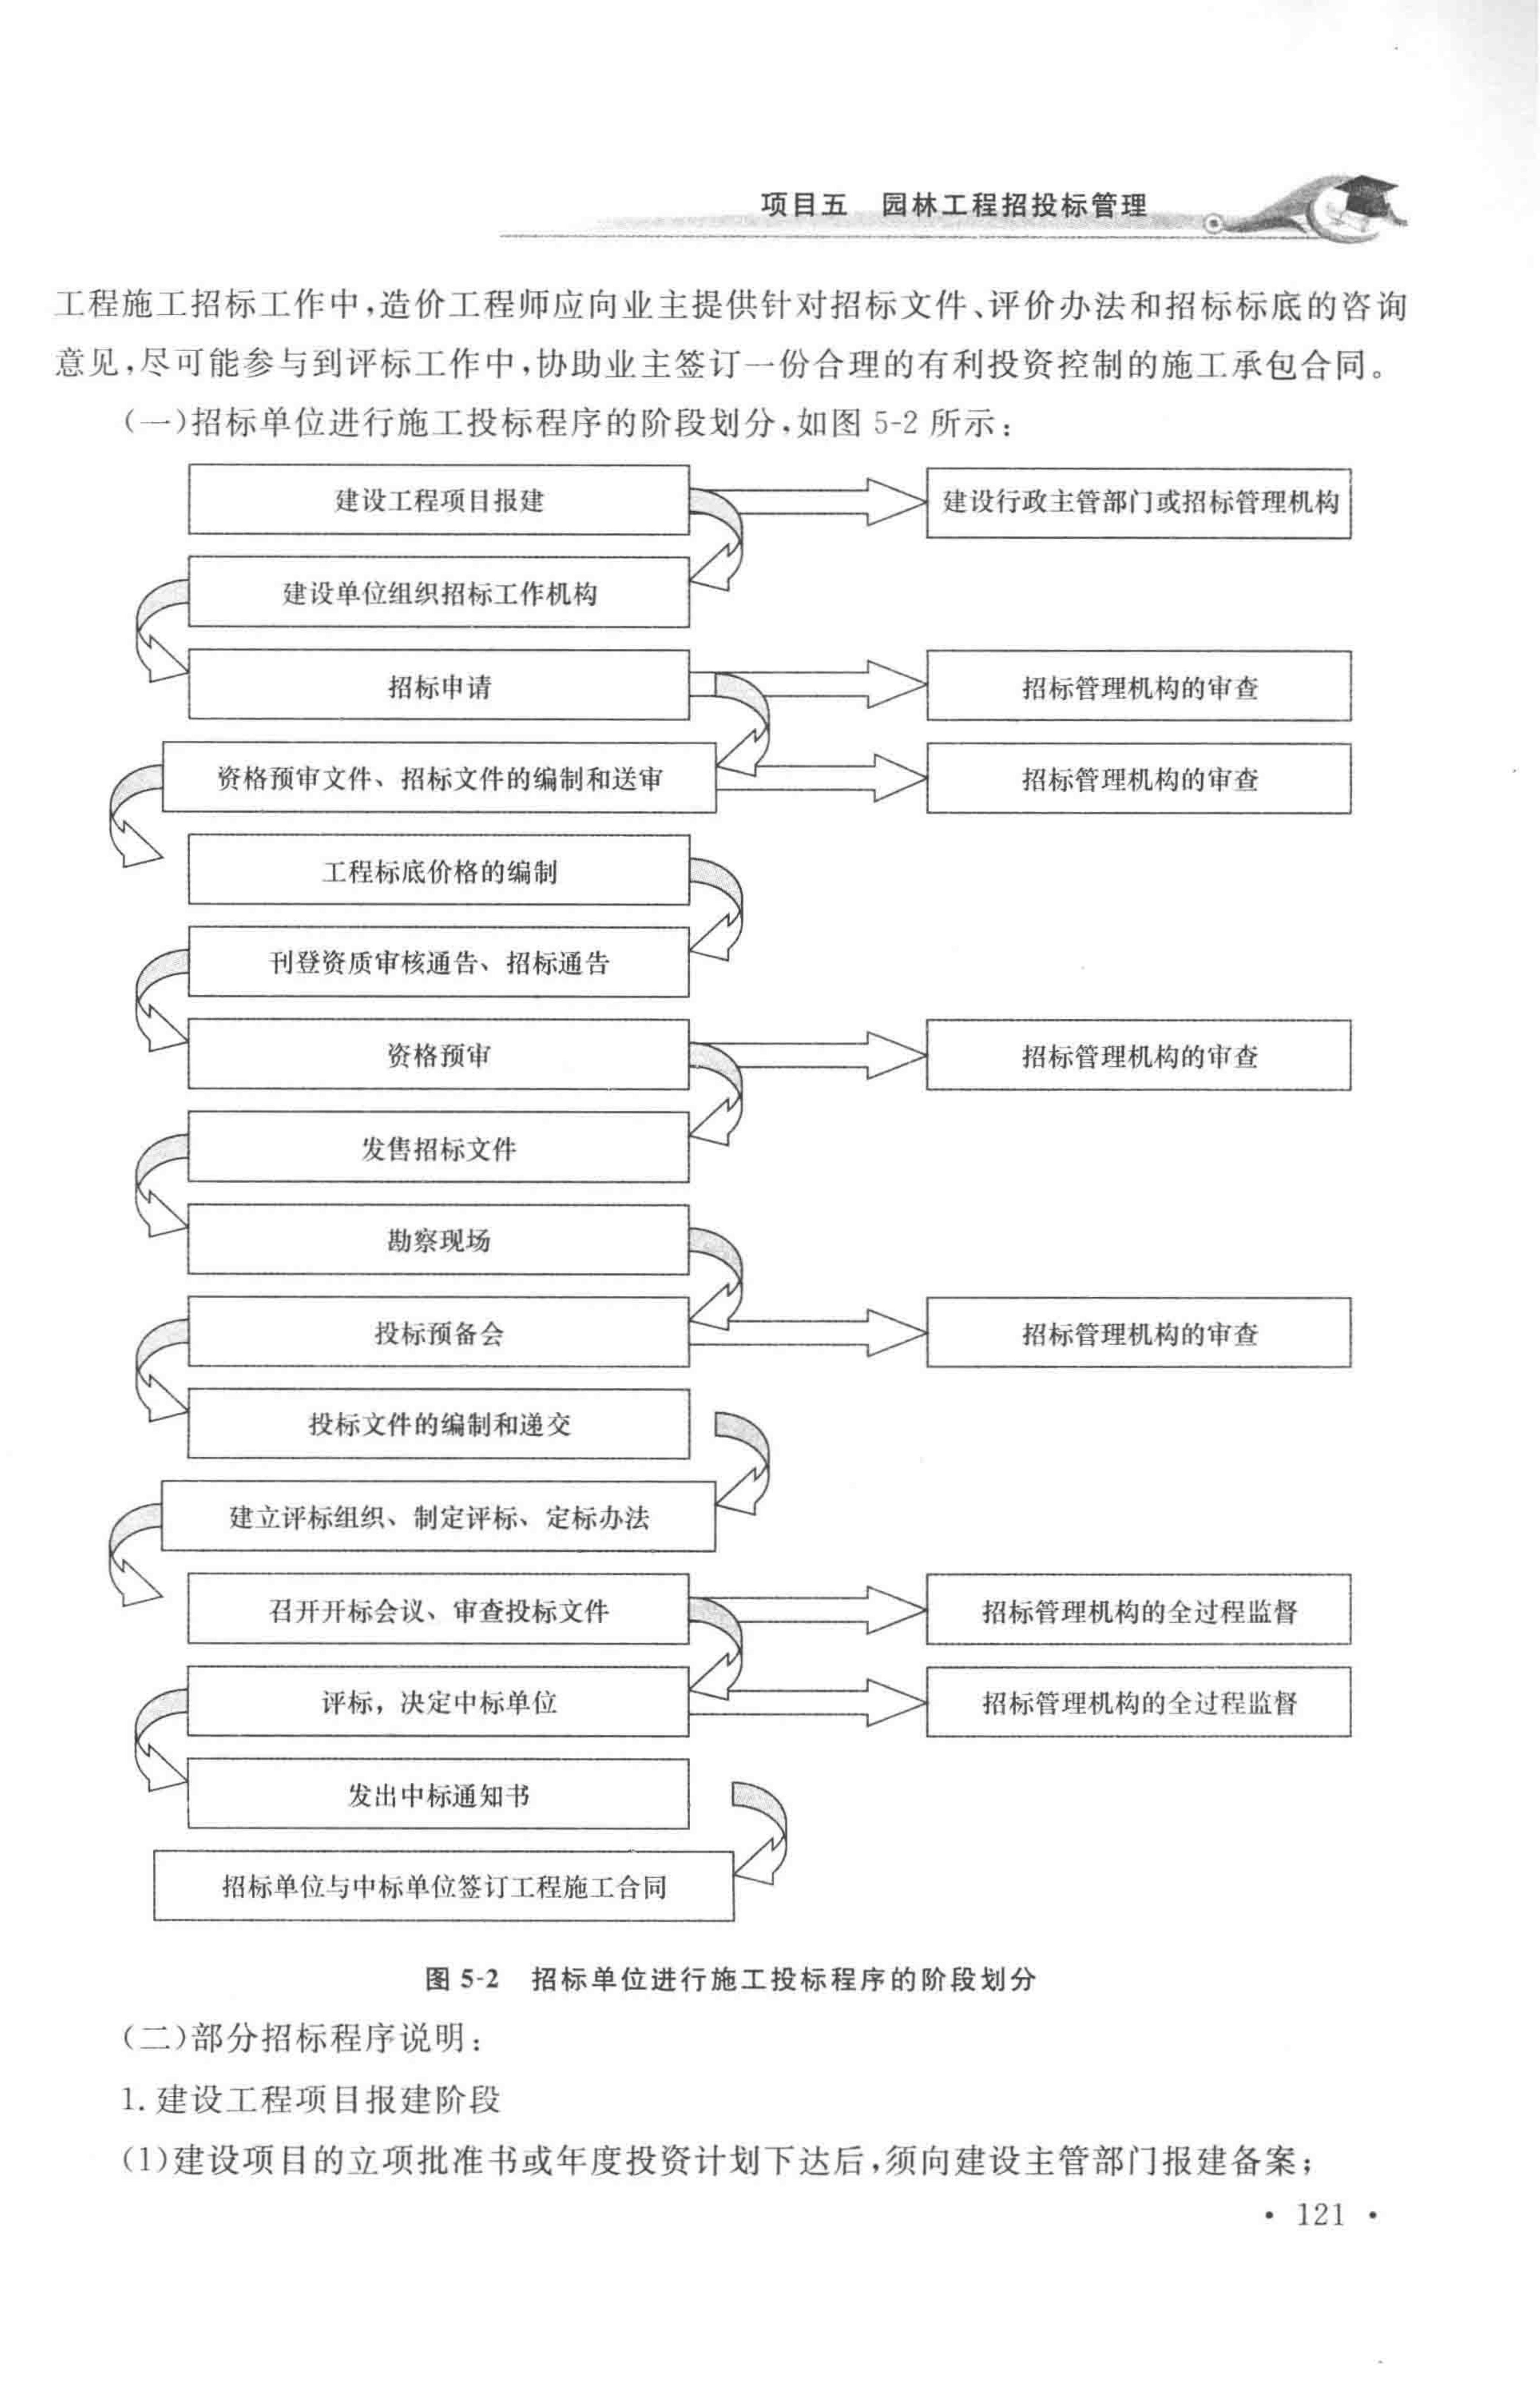 项目五 园林工程招投标管理
工程施工招标工作中,造价工程师应向业主提供针对招标文件、评价办法和招标标底的咨询
意见,尽可能参与到评标工作中,协助业主签订一份合理的有利投资控制的施工承包合同。
(一)招标单位进行施工投标程序的阶段划分,如图 5-2 所示:
建设工程项目报建
建设行政主管部门或招标管理机构
建设单位组织招标工作机构
招标申请
招标管理机构的审查
资格预审文件、招标文件的编制和送审
招标管理机构的审查
工程标底价格的编制
刊登资质审核通告、招标通告
资格预审
招标管理机构的审查
发售招标文件
勘察现场
投标预备会
招标管理机构的审查
投标文件的编制和递交
建立评标组织、制定评标、定标办法
召开开标会议、审查投标文件
招标管理机构的全过程监督
评标，决定中标单位
招标管理机构的全过程监督
发出中标通知书
招标单位与中标单位签订工程施工合同
图 5-2 招标单位进行施工投标程序的阶段划分
(二)部分招标程序说明:
1. 建设工程项目报建阶段
(1)建设项目的立项批准书或年度投资计划下达后,须向建设主管部门报建备案;
• 121 •